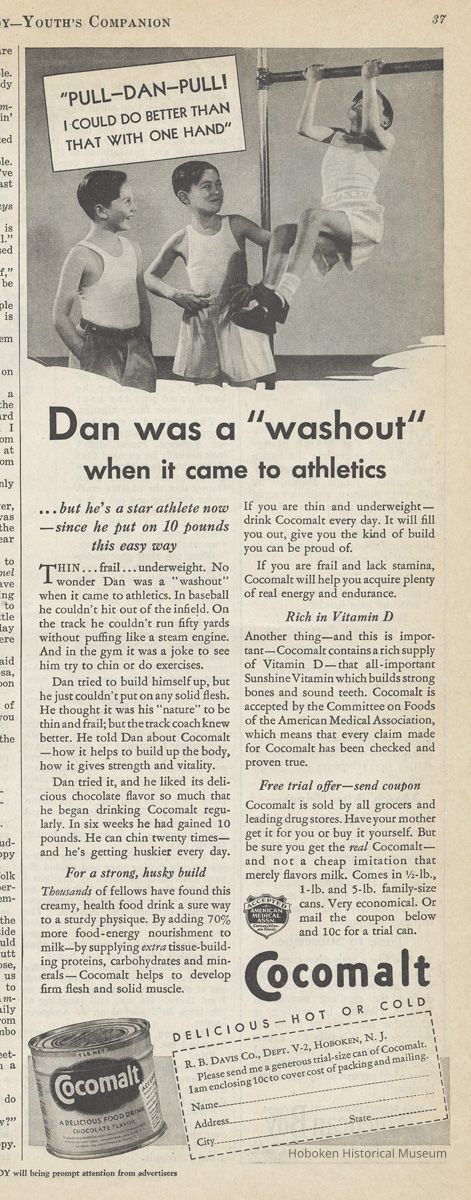 Y—YOUTH'S COMPANION
37
"PULL—DAN—PULL!
I COULD DO BETTER THAN
THAT WITH ONE HAND"
Dan was a "washout"
when it came to athletics
...but he's a star athlete now
—since he put on 10 pounds
this easy way
THIN...frail...underweight. No
wonder Dan was a "washout"
when it came to athletics. In baseball
he couldn't hit out of the infield. On
the track he couldn't run fifty yards
without puffing like a steam engine.
And in the gym it was a joke to see
him try to chin or do exercises.
Dan tried to build himself up, but
he just couldn't put on any solid flesh.
He thought it was his "nature" to be
thin and frail; but the track coach knew
better. He told Dan about Cocomalt
—how it helps to build up the body,
how it gives strength and vitality.
Dan tried it, and he liked its deli-
cious chocolate flavor so much that
he began drinking Cocomalt regu-
larly. In six weeks he had gained 10
pounds. He can chin twenty times—
and he's getting huskier every day.
For a strong, husky build
Thousands of fellows have found this
creamy, health food drink a sure way
to a sturdy physique. By adding 70%
more food-energy nourishment to
milk—by supplying extra tissue-build-
ing proteins, carbohydrates and min-
erals—Cocomalt helps to develop
firm flesh and solid muscle.
If you are thin and underweight—
drink Cocomalt every day. It will fill
you out, give you the kind of build
you can be proud of.
If you are frail and lack stamina,
Cocomalt will help you acquire plenty
of real energy and endurance.
Rich in Vitamin D
Another thing—and this is impor-
tant—Cocomalt contains a rich supply
of Vitamin D—that all-important
Sunshine Vitamin which builds strong
bones and sound teeth. Cocomalt is
accepted by the Committee on Foods
of the American Medical Association,
which means that every claim made
for Cocomalt has been checked and
proven true.
Free trial offer—send coupon
Cocomalt is sold by all grocers and
leading drug stores. Have your mother
get it for you or buy it yourself. But
be sure you get the real Cocomalt—
and not a cheap imitation that
merely flavors milk. Comes in ½-lb.,
1-lb. and 5-lb. family-size
cans. Very economical. Or
mail the coupon below
and 10c for a trial can.
ACCEPTED
AMERICAN
MEDICAL
ASSN.
Committee
on Foods
Cocomalt
DELICIOUS—HOT OR COLD
1 LB. NET
Cocomalt
A DELICIOUS FOOD DRINK
CHOCOLATE FLAVOR
R. B. DAVIS CO., DEPT. V-2, HOBOKEN, N. J.
Please send me a generous trial-size can of Cocomalt.
I am enclosing 10c to cover cost of packing and mailing.
Name
Address
City
State
Hoboken Historical Museum
OY will being prompt attention from advertisers